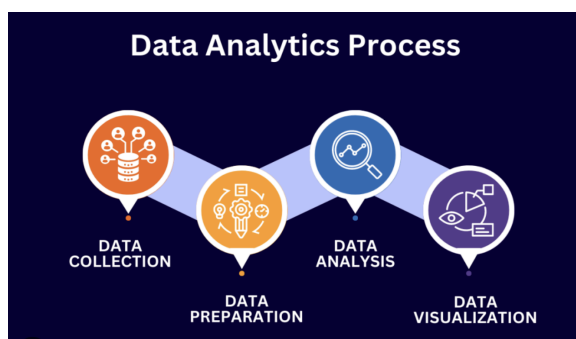 Data Analytics Process
DATA
COLLECTION
DATA
PREPARATION
DATA
ANALYSIS
DATA
VISUALIZATION